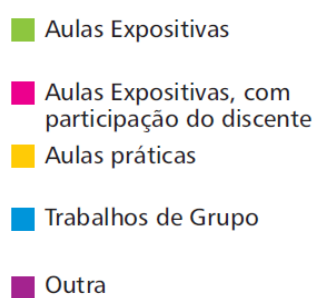 Aulas Expositivas
Aulas Expositivas, com
participação do discente
Aulas práticas
Trabalhos de Grupo
Outra